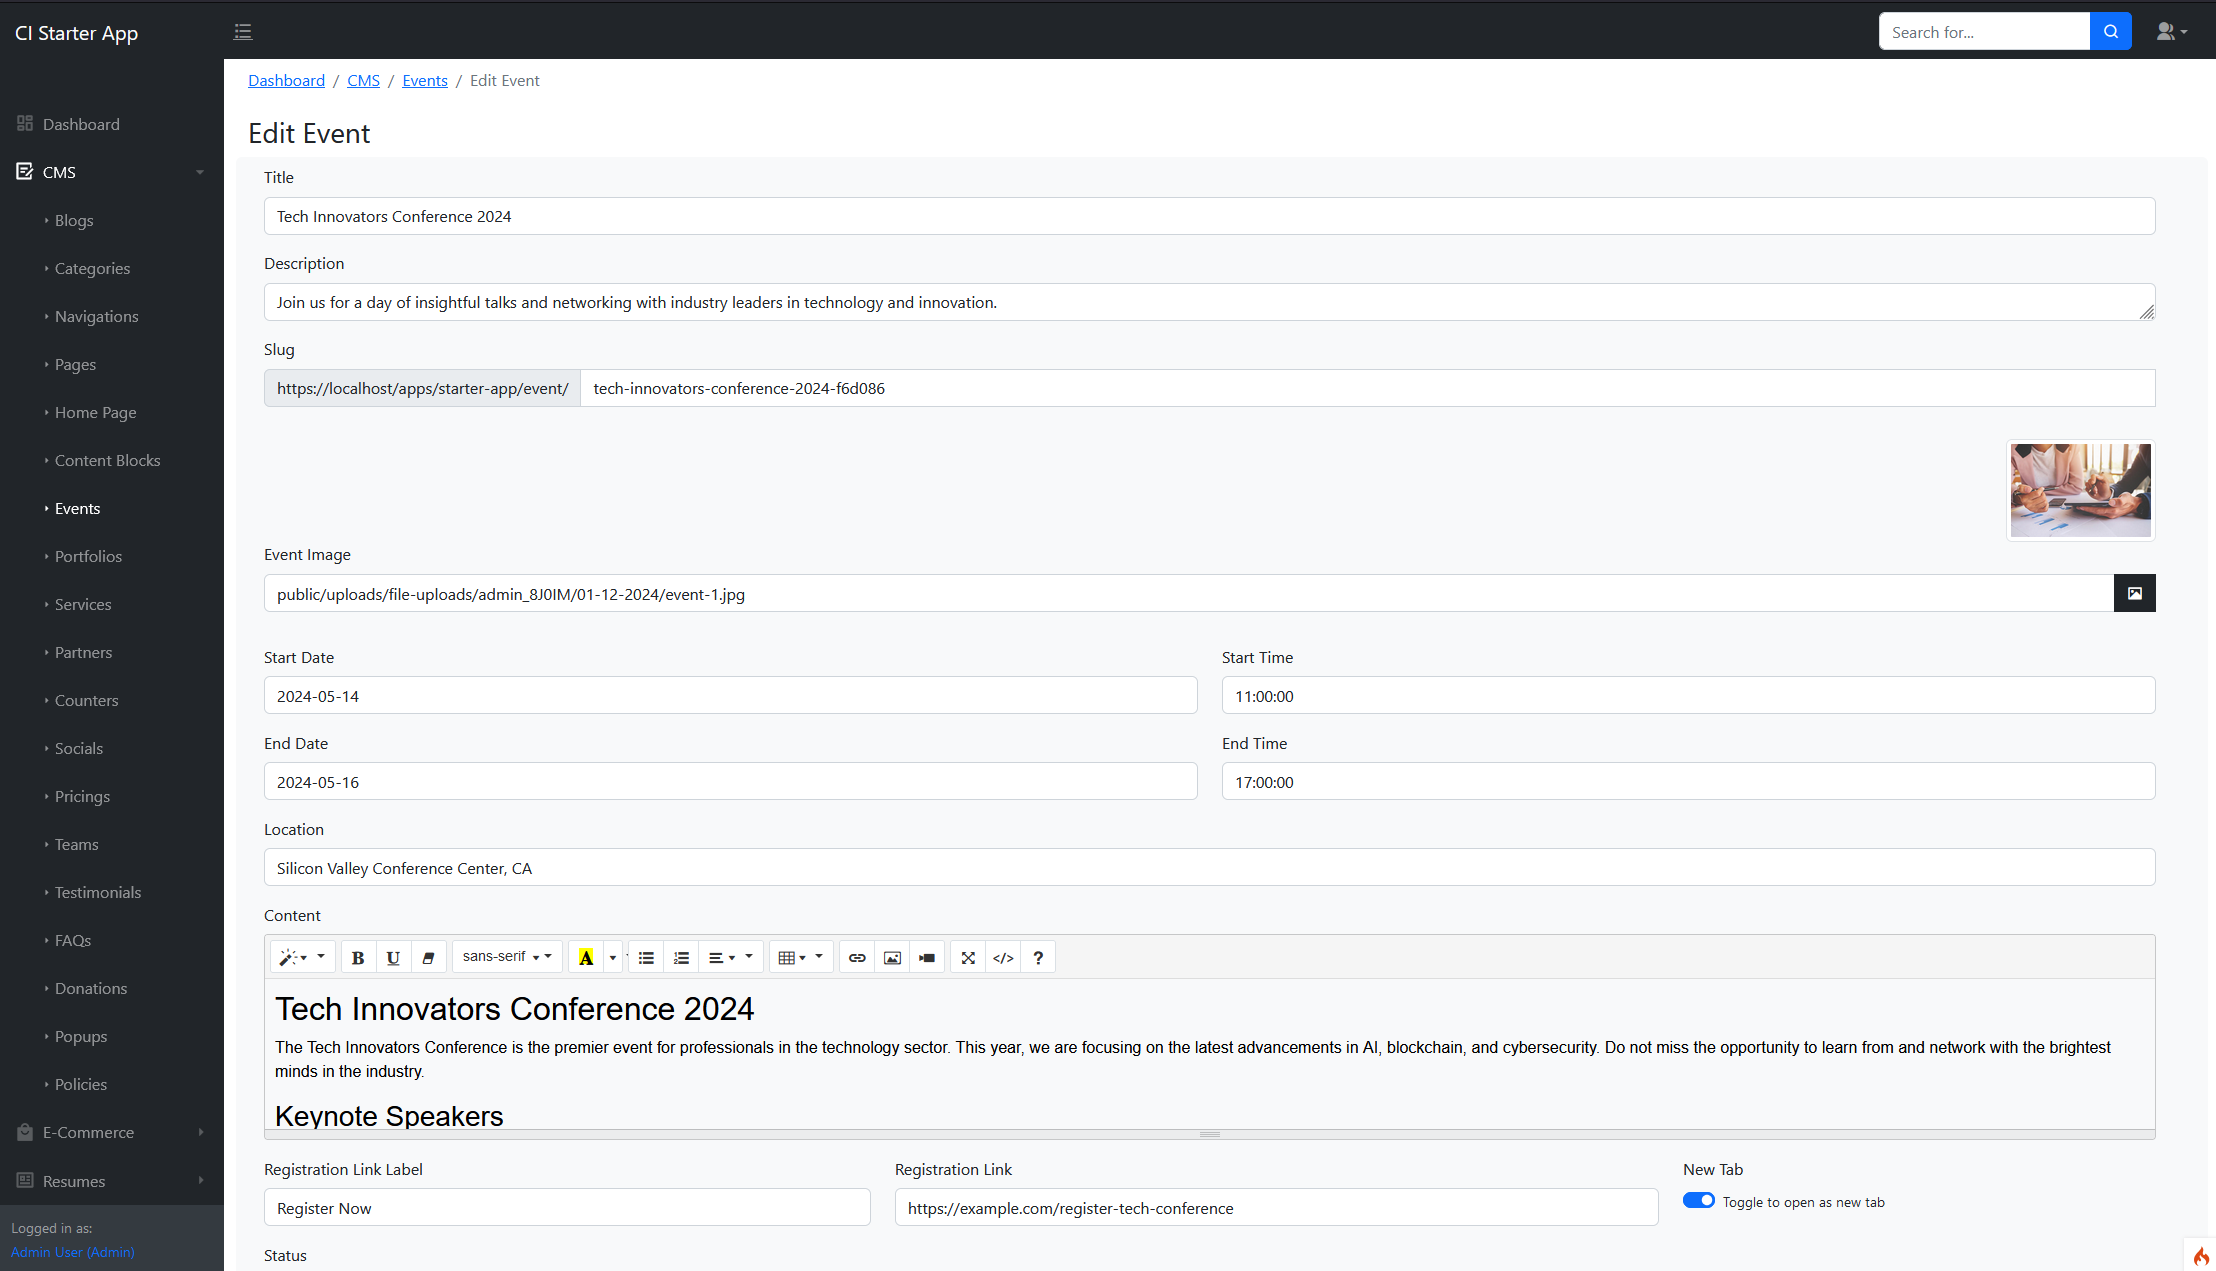 CI Starter App
Search for...
Dashboard
CMS
Blogs
Categories
Navigations
Pages
Home Page
Content Blocks
Events
Portfolios
Services
Partners
Counters
Socials
Pricings
Teams
Testimonials
FAQs
Donations
Popups
Policies
E-Commerce
Resumes
Logged in as:
Admin User (Admin)
Dashboard / CMS / Events / Edit Event
Edit Event
Title
Tech Innovators Conference 2024
Description
Join us for a day of insightful talks and networking with industry leaders in technology and innovation.
Slug
https://localhost/apps/starter-app/event/ tech-innovators-conference-2024-f6d086
Event Image
public/uploads/file-uploads/admin_8J0IM/01-12-2024/event-1.jpg
Start Date Start Time
2024-05-14 11:00:00
End Date End Time
2024-05-16 17:00:00
Location
Silicon Valley Conference Center, CA
Content
B U sans-serif A </> ?
Tech Innovators Conference 2024
The Tech Innovators Conference is the premier event for professionals in the technology sector. This year, we are focusing on the latest advancements in AI, blockchain, and cybersecurity. Do not miss the opportunity to learn from and network with the brightest
minds in the industry.
Keynote Speakers
Registration Link Label Registration Link New Tab
Register Now https://example.com/register-tech-conference Toggle to open as new tab
Status